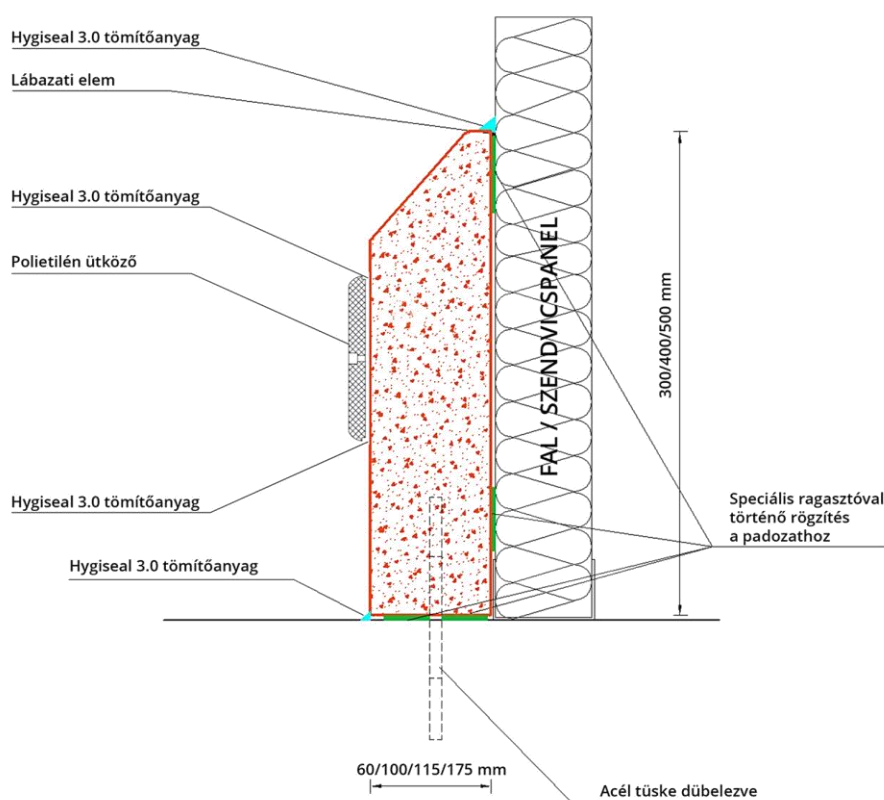 Hygiseal 3.0 tömítőanyag
Lábazati elem
Hygiseal 3.0 tömítőanyag
Polietilén ütköző
FAL / SZENDVICSPANEL
300/400/500 mm
Hygiseal 3.0 tömítőanyag
Speciális ragasztóval
történő rögzítés
a padozathoz
Hygiseal 3.0 tömítőanyag
60/100/115/175 mm
Acél tüske dübelezve